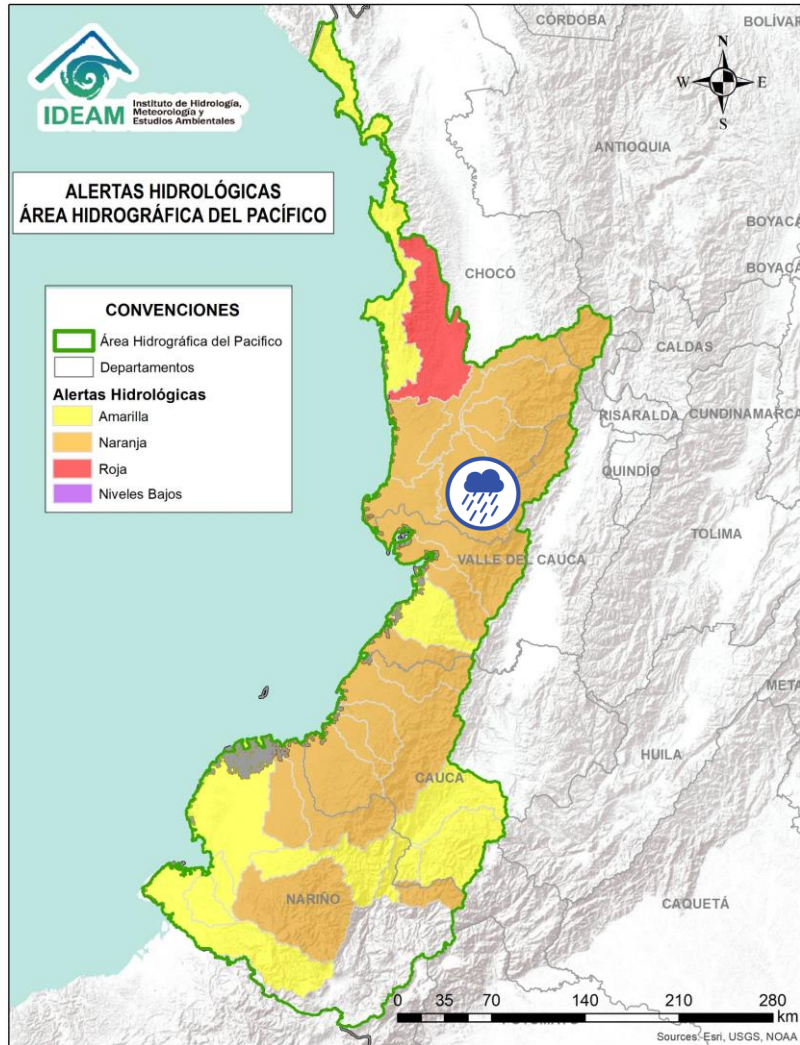 IDEAM
Instituto de Hidrología,
Meteorología y
Estudios Ambientales
ALERTAS HIDROLÓGICAS
ÁREA HIDROGRÁFICA DEL PACÍFICO
CONVENCIONES
Área Hidrográfica del Pacifico
Departamentos
Alertas Hidrológicas
Amarilla
Naranja
Roja
Niveles Bajos
N
W E
S
CÓRDOBA
BOLÍVAR
ANTIOQUIA
BOYACÁ
BOYACÁ
CHOCÓ
CALDAS
RISARALDA
CUNDINAMARCA
QUINDÍO
TOLIMA
VALLE DEL CAUCA
META
HUILA
CAUCA
NARIÑO
CAQUETÁ
0 35 70 140 210 280
km
Sources: Esri, USGS, NOAA